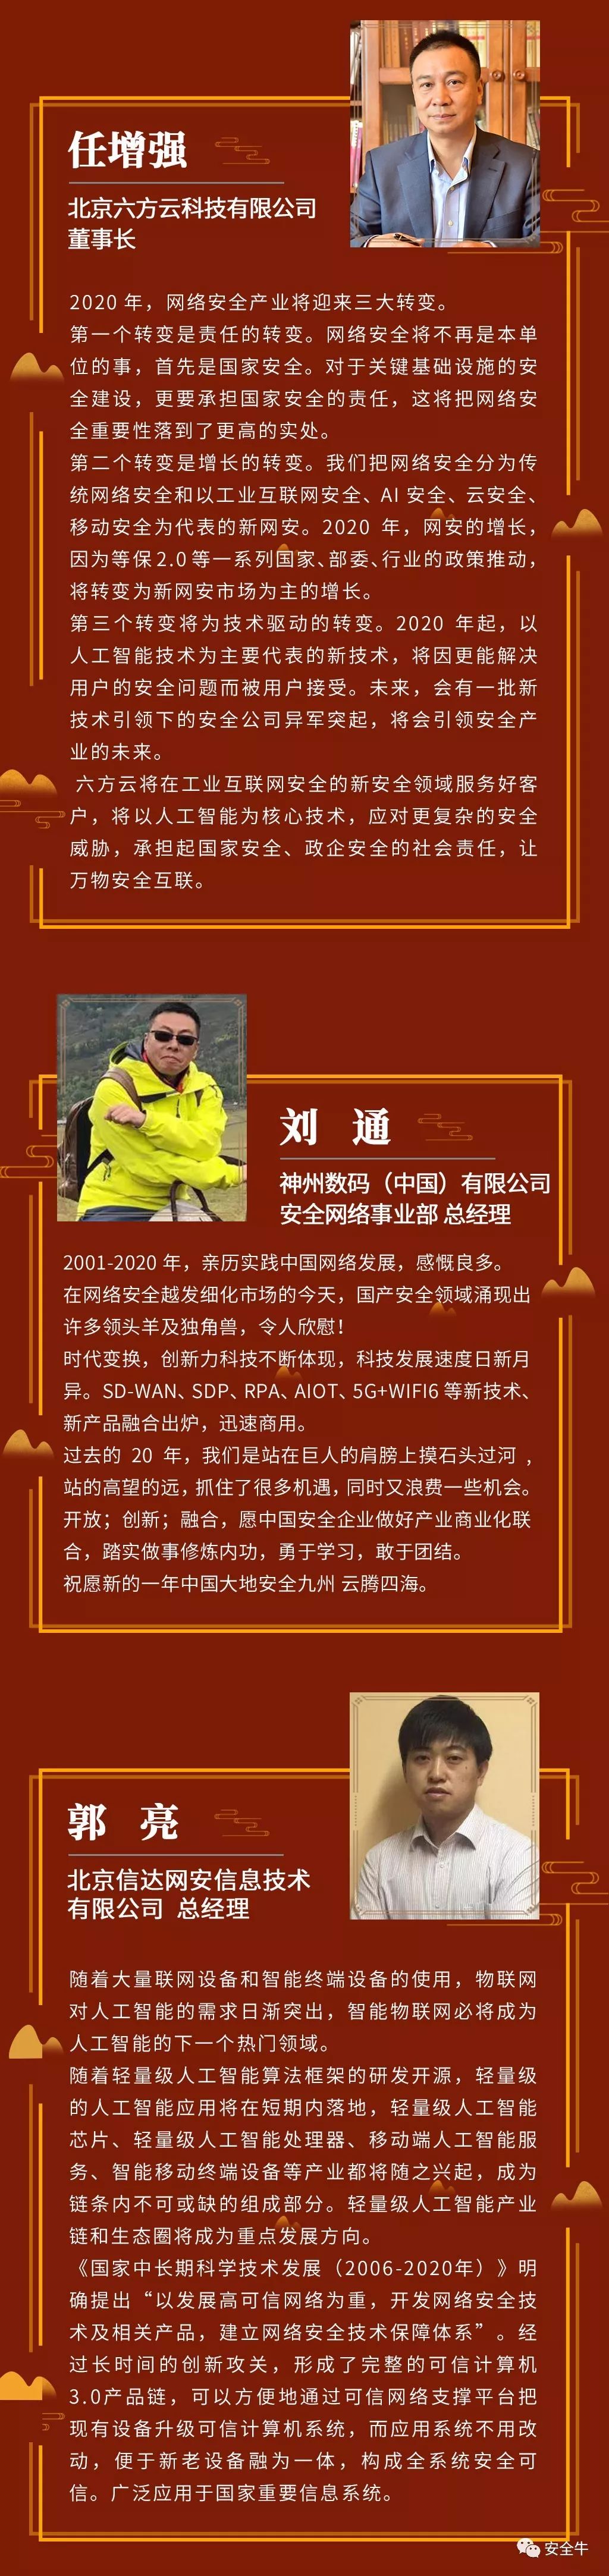 任增强
北京六方云科技有限公司
董事长
2020 年，网络安全产业将迎来三大转变。
第一个转变是责任的转变。网络安全将不再是本单
位的事，首先是国家安全。对于关键基础设施的安
全建设，更要承担国家安全的责任，这将把网络安
全重要性落到了更高的实处。
第二个转变是增长的转变。我们把网络安全分为传
统网络安全和以工业互联网安全、AI 安全、云安全、
移动安全为代表的新网安。2020 年，网安的增长，
因为等保2.0等一系列国家、部委、行业的政策推动，
将转变为新网安市场为主的增长。
第三个转变将为技术驱动的转变。2020 年起，以
人工智能技术为主要代表的新技术，将因更能解决
用户的安全问题而被用户接受。未来，会有一批新
技术引领下的安全公司异军突起，将会引领安全产
业的未来。
六方云将在工业互联网安全的新安全领域服务好客
户，将以人工智能为核心技术，应对更复杂的安全
威胁，承担起国家安全、政企安全的社会责任，让
万物安全互联。
刘 通
神州数码（中国）有限公司
安全网络事业部 总经理
2001-2020 年，亲历实践中国网络发展，感慨良多。
在网络安全越发细化市场的今天，国产安全领域涌现出
许多领头羊及独角兽，令人欣慰！
时代变换，创新力科技不断体现，科技发展速度日新月
异。SD-WAN、SDP、RPA、AIOT、5G+WIFI6 等新技术、
新产品融合出炉，迅速商用。
过去的 20 年，我们是站在巨人的肩膀上摸石头过河 ，
站的高望的远，抓住了很多机遇，同时又浪费一些机会。
开放；创新；融合，愿中国安全企业做好产业商业化联
合，踏实做事修炼内功，勇于学习，敢于团结。
祝愿新的一年中国大地安全九州 云腾四海。
郭 亮
北京信达网安信息技术
有限公司 总经理
随着大量联网设备和智能终端设备的使用，物联网
对人工智能的需求日渐突出，智能物联网必将成为
人工智能的下一个热门领域。
随着轻量级人工智能算法框架的研发开源，轻量级
的人工智能应用将在短期内落地，轻量级人工智能
芯片、轻量级人工智能处理器、移动端人工智能服
务、智能移动终端设备等产业都将随之兴起，成为
链条内不可或缺的组成部分。轻量级人工智能产业
链和生态圈将成为重点发展方向。
《国家中长期科学技术发展（2006-2020年）》明
确提出“以发展高可信网络为重，开发网络安全技
术及相关产品，建立网络安全技术保障体系”。经
过长时间的创新攻关，形成了完整的可信计算机
3.0产品链，可以方便地通过可信网络支撑平台把
现有设备升级可信计算机系统，而应用系统不用改
动，便于新老设备融为一体，构成全系统安全可
信。广泛应用于国家重要信息系统。
安全牛